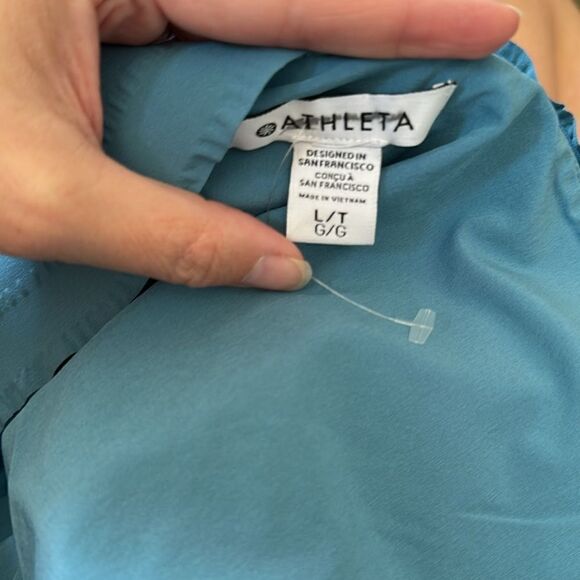 ATHLETA
DESIGNED IN
SAN FRANCISCO
CONÇU À
SAN FRANCISCO
MADE IN VIETNAM
L/T
G/G